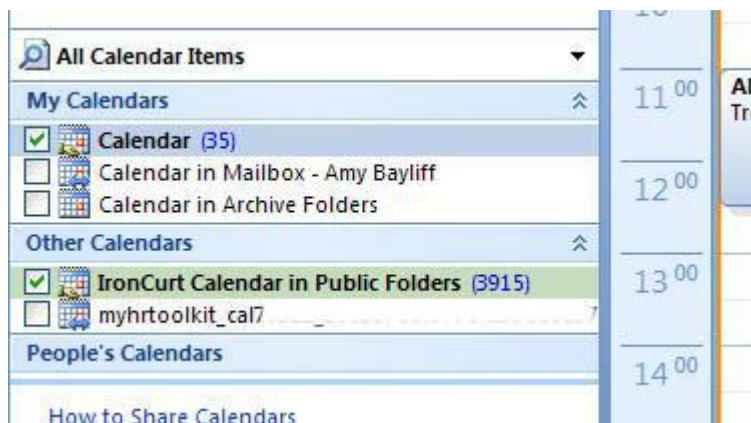 All Calendar Items
My Calendars
Calendar (35)
Calendar in Mailbox - Amy Bayliff
Calendar in Archive Folders
Other Calendars
IronCurt Calendar in Public Folders (3915)
myhrtoolkit_cal7
People's Calendars
How to Share Calendars
10
11 00
12 00
13 00
14 00